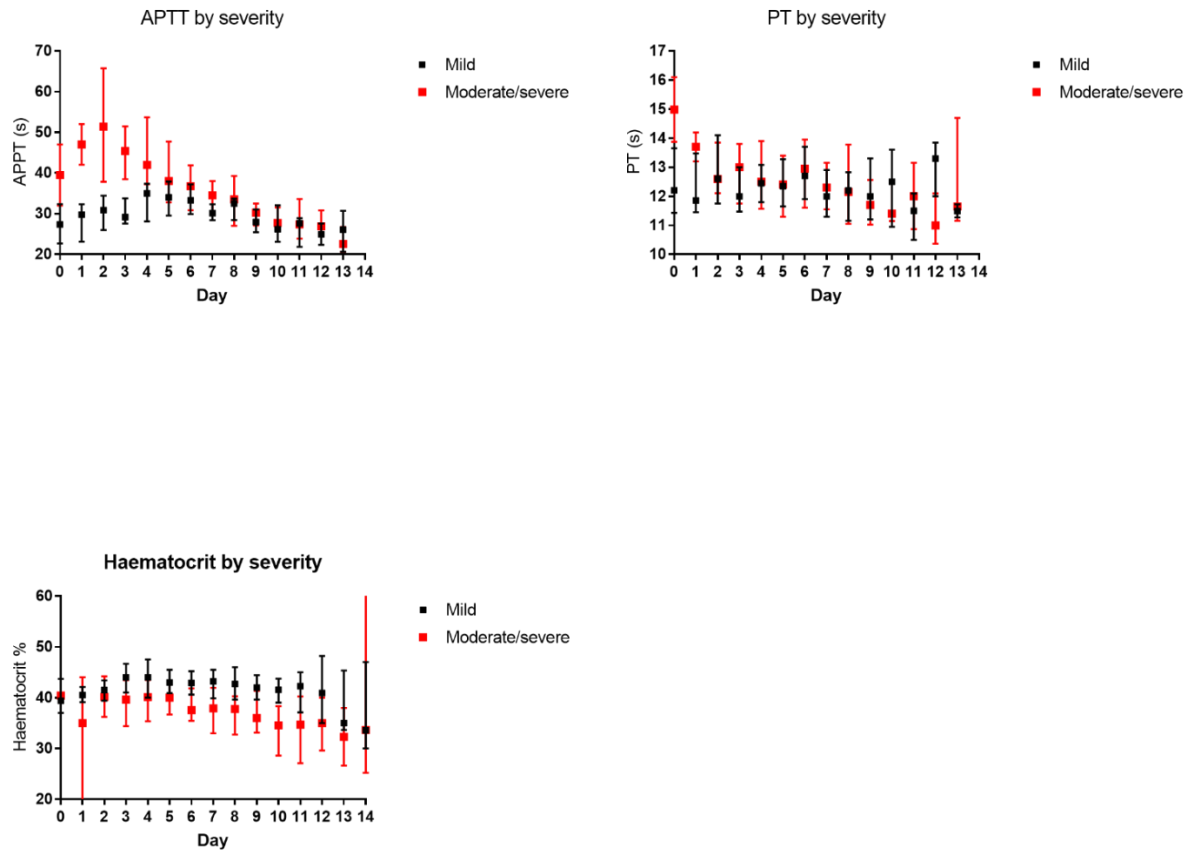 APTT by severity
70
60
50
40
30
20
APPT (s)
0 1 2 3 4 5 6 7 8 9 10 11 12 13 14
Day
Mild
Moderate/severe
PT by severity
17
16
15
14
13
12
11
10
PT (s)
0 1 2 3 4 5 6 7 8 9 10 11 12 13 14
Day
Mild
Moderate/severe
Haematocrit by severity
60
50
40
30
20
Haematocrit %
0 1 2 3 4 5 6 7 8 9 10 11 12 13 14
Day
Mild
Moderate/severe